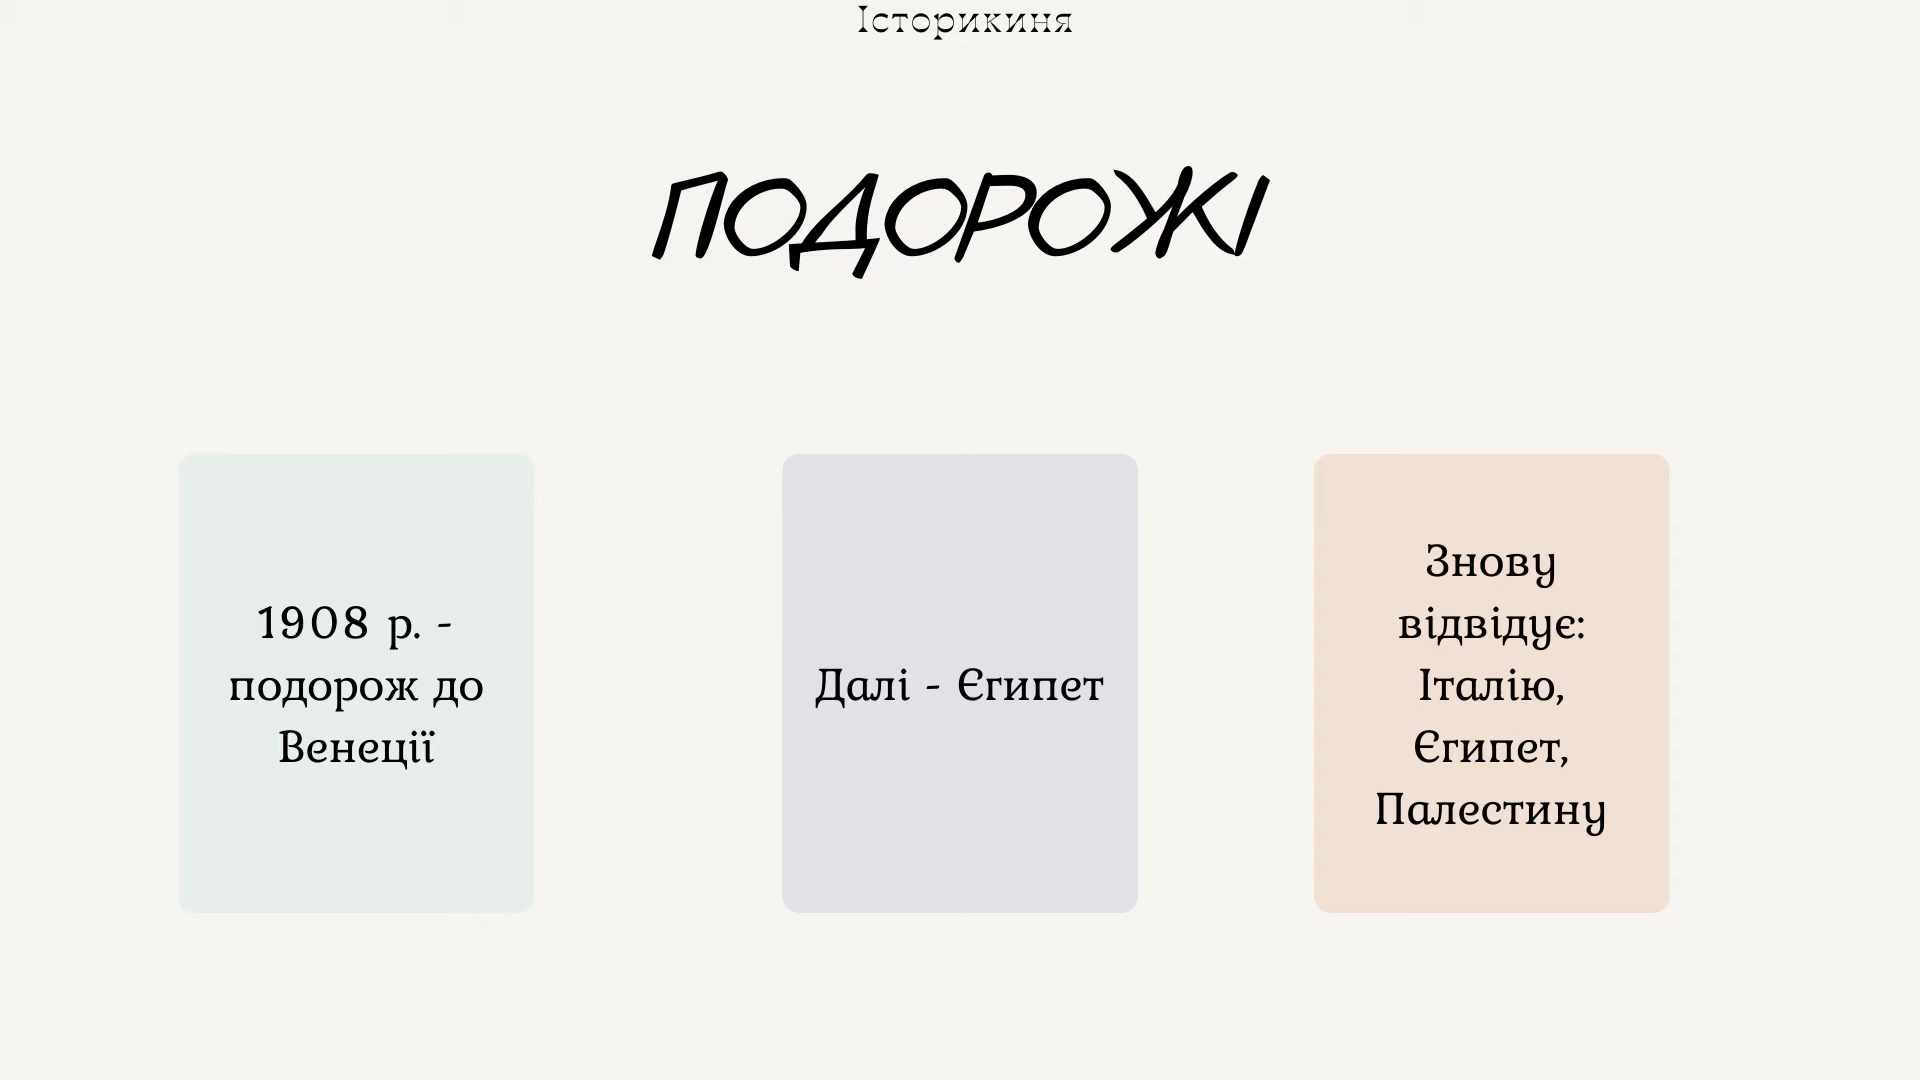 Історикиня
ПОДОРОЖІ
1908 р. -
подорож до
Венеції
Далі - Єгипет
Знову
відвідує:
Італію,
Єгипет,
Палестину